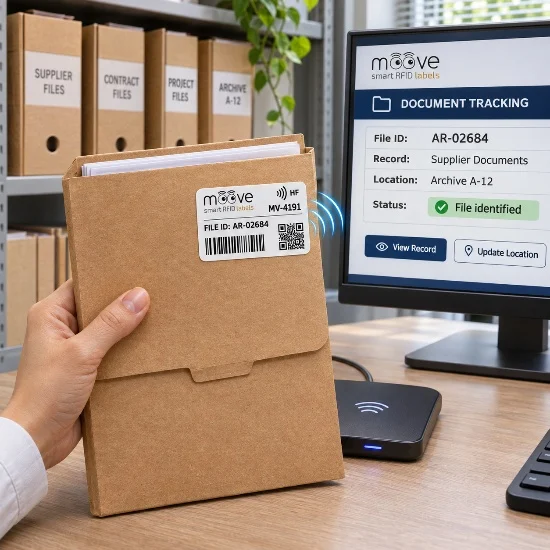 SUPPLIER
FILES
CONTRACT
FILES
PROJECT
FILES
ARCHIVE
A-12
moove
smart RFID labels
HF
MV-4191
FILE ID: AR-02684
moove
smart RFID labels
DOCUMENT TRACKING
File ID: AR-02684
Record: Supplier Documents
Location: Archive A-12
Status: File identified
View Record
Update Location